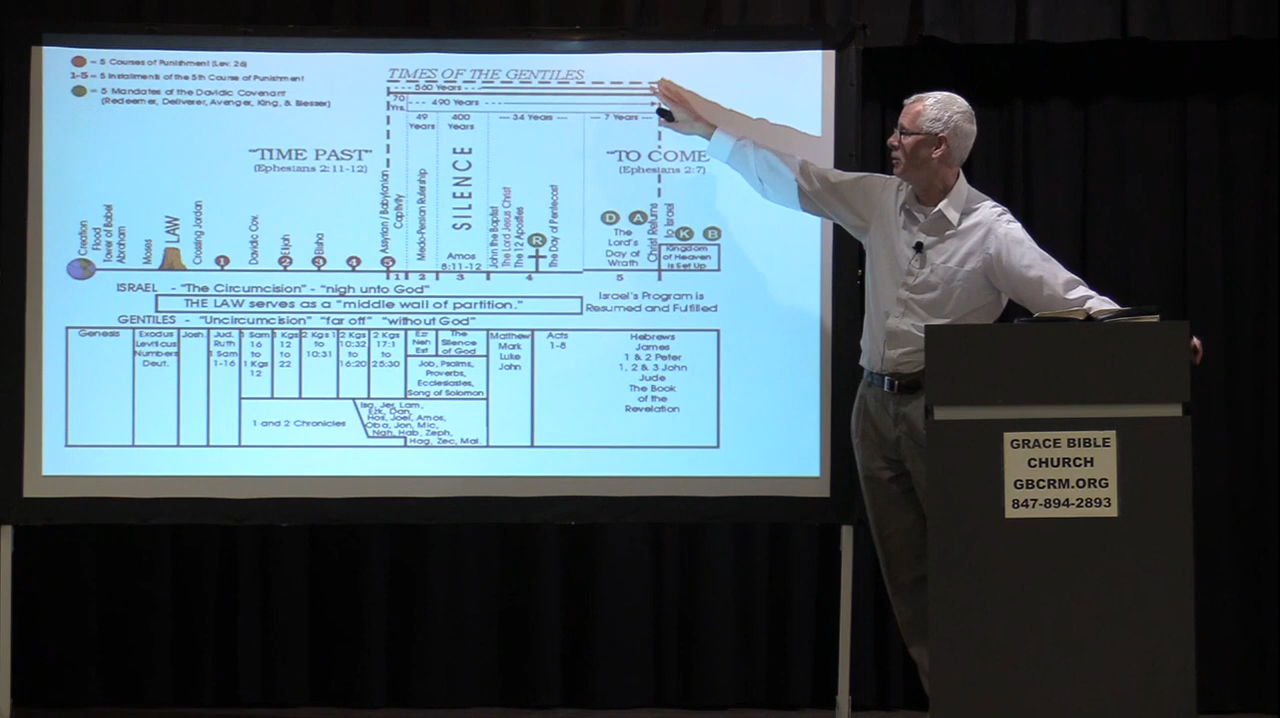 = 5 Courses of Punishment (Lev. 26)
1-5 = 5 Installments of the 5th Course of Punishment
= 5 Mandates of the Davidic Covenant
(Redeemer, Deliverer, Avenger, King, & Blesser)
TIMES OF THE GENTILES
560 Years
70 Yrs.
490 Years
49 Years
400 Years
34 Years
7 Years
"TIME PAST"
(Ephesians 2:11-12)
"TO COME"
(Ephesians 2:7)
Creation
Flood
Tower of Babel
Abraham
Moses
LAW
Crossing Jordan
1
Davidic Cov.
2
Elijah
3
Elisha
4
5
Assyrian / Babylonian
Captivity
Medo-Persian Rulership
SILENCE
Amos
8:11-12
John the Baptist
The Lord Jesus Christ
The 12 Apostles
R
The Day of Pentecost
D A
The
Lord's
Day of
Wrath
Christ Returns
to Israel
K B
Kingdom
of Heaven
is Set Up
1 2 3 4 5
ISRAEL - "The Circumcision" - "nigh unto God"
THE LAW serves as a "middle wall of partition."
GENTILES - "Uncircumcision" "far off" "without God"
Israel's Program is
Resumed and Fulfilled
Genesis
Exodus
Leviticus
Numbers
Deut.
Josh.
Jud.
Ruth
1 Sam
1-16
1 Sam
16
to
1 Kgs
12
1 Kgs
12
to
22
2 Kgs 1
to
10:31
2 Kgs
10:32
to
16:20
2 Kgs
17:1
to
25:30
Ezr
Neh
Est
The
Silence
of God
Job, Psalms,
Proverbs,
Ecclesiastes,
Song of Solomon
1 and 2 Chronicles
Isa, Jer, Lam,
Ezk, Dan,
Hos, Joel, Amos,
Oba, Jon, Mic,
Nah, Hab, Zeph,
Hag, Zec, Mal.
Matthew
Mark
Luke
John
Acts
1-8
Hebrews
James
1 & 2 Peter
1, 2 & 3 John
Jude
The Book
of the
Revelation
GRACE BIBLE
CHURCH
GBCRM.ORG
847-894-2893